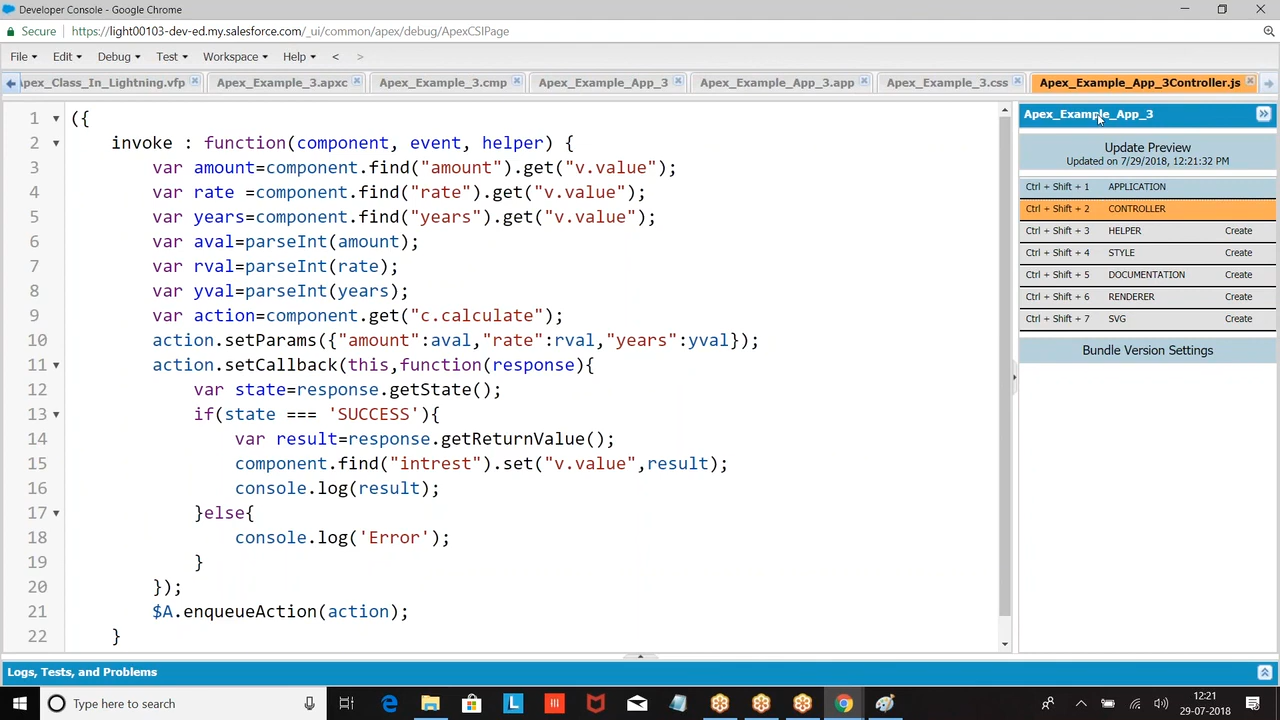 Developer Console - Google Chrome
Secure https://light00103-dev-ed.my.salesforce.com/_ui/common/apex/debug/ApexCSIPage
File Edit Debug Test Workspace Help < >
pex_Class_In_Lightning.vfp Apex_Example_3.apxc Apex_Example_3.cmp Apex_Example_App_3 Apex_Example_App_3.app Apex_Example_3.css Apex_Example_App_3Controller.js
1 ({
2 invoke : function(component, event, helper) {
3 var amount=component.find("amount").get("v.value");
4 var rate =component.find("rate").get("v.value");
5 var years=component.find("years").get("v.value");
6 var aval=parseInt(amount);
7 var rval=parseInt(rate);
8 var yval=parseInt(years);
9 var action=component.get("c.calculate");
10 action.setParams({"amount":aval,"rate":rval,"years":yval});
11 action.setCallback(this,function(response){
12 var state=response.getState();
13 if(state === 'SUCCESS'){
14 var result=response.getReturnValue();
15 component.find("intrest").set("v.value",result);
16 console.log(result);
17 }else{
18 console.log('Error');
19 }
20 });
21 $A.enqueueAction(action);
22 }
Apex_Example_App_3
Update Preview
Updated on 7/29/2018, 12:21:32 PM
Ctrl + Shift + 1 APPLICATION
Ctrl + Shift + 2 CONTROLLER
Ctrl + Shift + 3 HELPER Create
Ctrl + Shift + 4 STYLE Create
Ctrl + Shift + 5 DOCUMENTATION Create
Ctrl + Shift + 6 RENDERER Create
Ctrl + Shift + 7 SVG Create
Bundle Version Settings
Logs, Tests, and Problems
Type here to search
12:21
29-07-2018